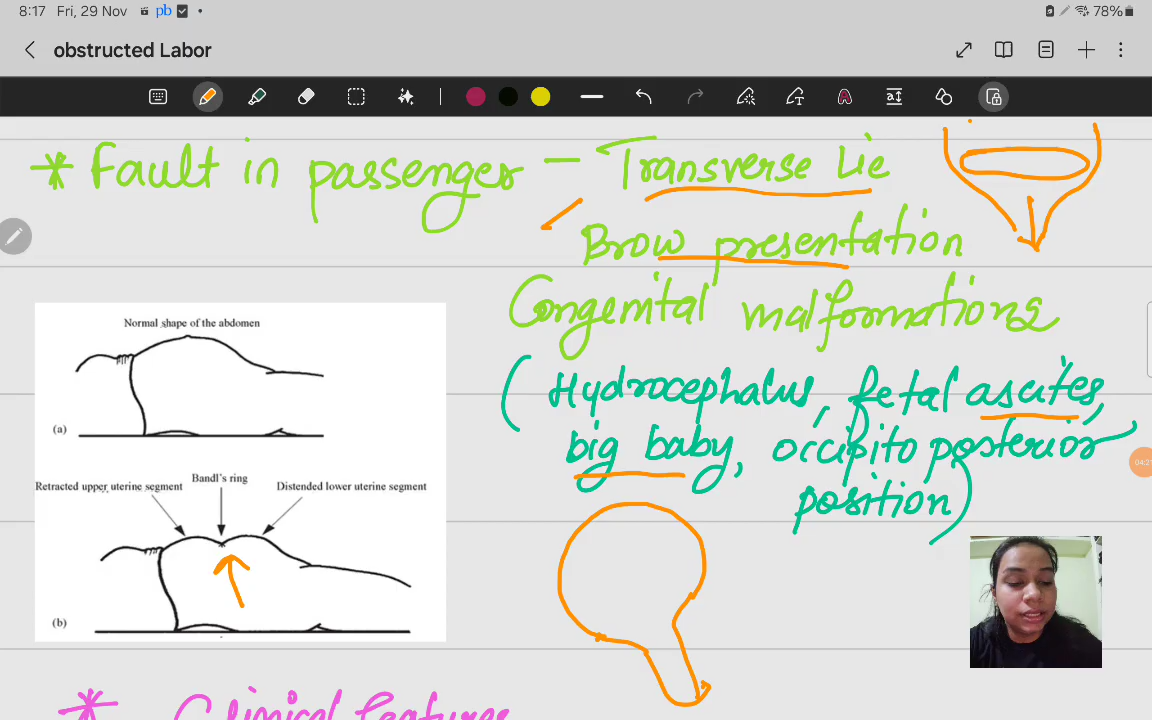 8:17 Fri, 29 Nov pb
78%
obstructed Labor
* Fault in passenger - Transverse Lie
Brow presentation
Congenital malformations
(Hydrocephalus, fetal ascites,
big baby, occipito posterior
position)
Normal shape of the abdomen
(a)
Bandl's ring
Retracted upper uterine segment Distended lower uterine segment
(b)
* Clinical features